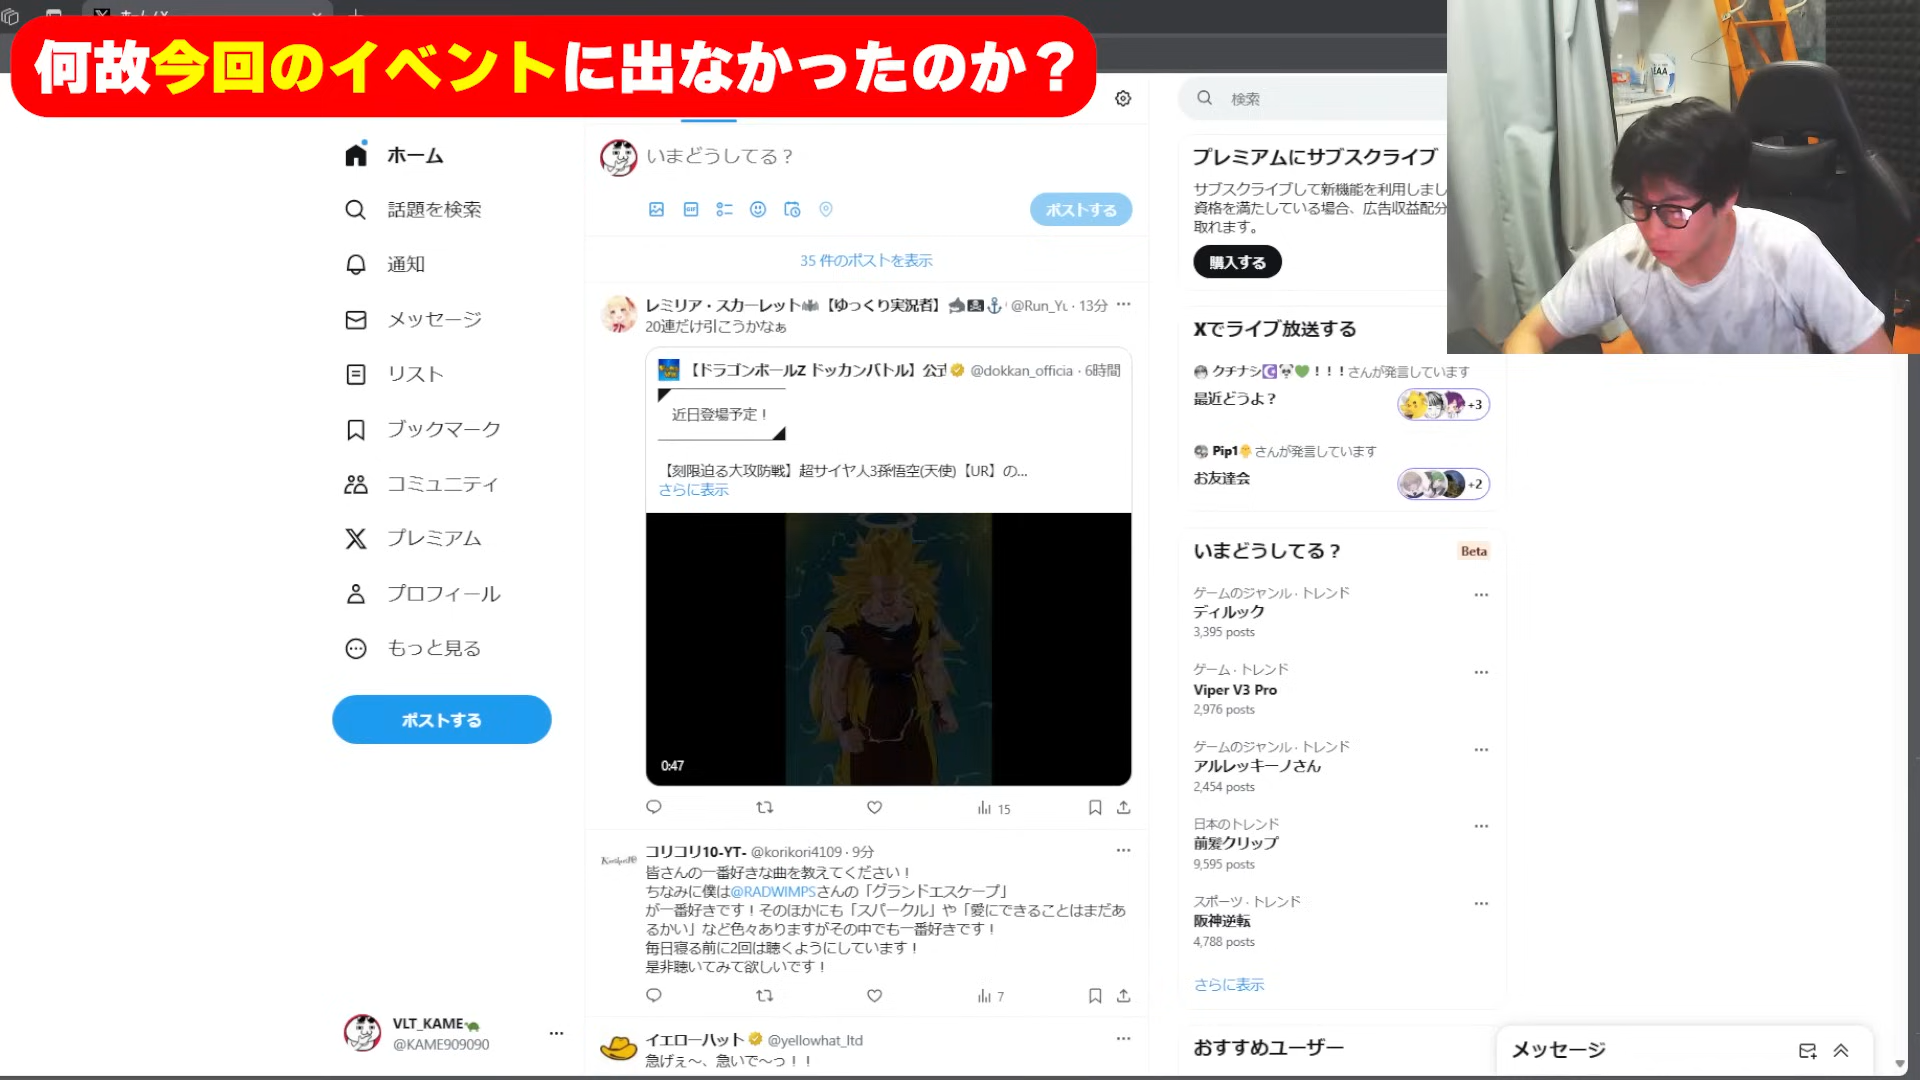 何故今回のイベントに出なかったのか？
ホーム
話題を検索
通知
メッセージ
リスト
ブックマーク
コミュニティ
プレミアム
プロフィール
もっと見る
ポストする
VLT_KAME🐢
@KAME909090
いまどうしてる？
ポストする
35 件のポストを表示
レミリア・スカーレット🦇【ゆっくり実況者】 @Run_Yu · 13分
20連だけ引こうかなぁ
【ドラゴンボールZ ドッカンバトル】公式 @dokkan_officia · 6時間
近日登場予定！
【刻限迫る大攻防戦】超サイヤ人3孫悟空(天使)【UR】の...
さらに表示
0:47
15
コリコリ10-YT- @korikori4109 · 9分
皆さんの一番好きな曲を教えてください！
ちなみに僕は@RADWIMPSさんの「グランドエスケープ」
が一番好きです！そのほかにも「スパークル」や「愛にできることはまだあ
るかい」など色々ありますがその中でも一番好きです！
毎日寝る前に2回は聴くようにしています！
是非聴いてみて欲しいです！
7
イエローハット @yellowhat_ltd
急げぇ〜、急いで〜っ！！
検索
プレミアムにサブスクライブ
サブスクライブして新機能を利用しまし
資格を満たしている場合、広告収益配分
取れます。
購入する
Xでライブ放送する
クチナシ🐼💚！！！さんが発言しています
最近どうよ？
+3
Pip1🐥さんが発言しています
お友達会
+2
いまどうしてる？
Beta
ゲームのジャンル · トレンド
ディルック
3,395 posts
ゲーム · トレンド
Viper V3 Pro
2,976 posts
ゲームのジャンル · トレンド
アルレッキーノさん
2,454 posts
日本のトレンド
前髪クリップ
9,595 posts
スポーツ · トレンド
阪神逆転
4,788 posts
さらに表示
おすすめユーザー
メッセージ